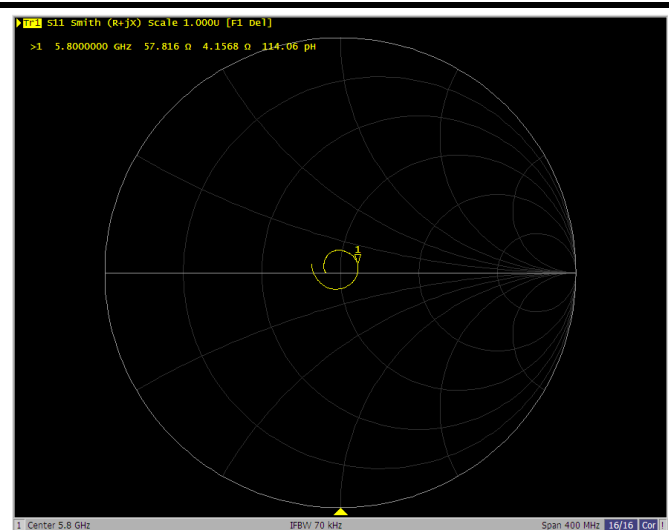 Tr1 S11 Smith (R+jX) Scale 1.000U [F1 Del]
>1 5.8000000 GHz 57.816 Ω 4.1568 Ω 114.06 pH
1
1 Center 5.8 GHz IFBW 70 kHz Span 400 MHz 16/16 Cor !